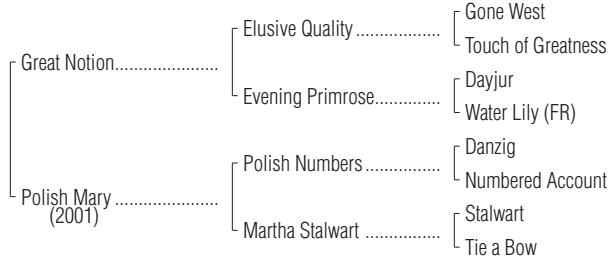 Gone West
Elusive Quality ..................
Touch of Greatness
Great Notion......................
Dayjur
Evening Primrose..............
Water Lily (FR)
Danzig
Polish Numbers ................
Numbered Account
Polish Mary ......................
(2001)
Stalwart
Martha Stalwart ................
Tie a Bow